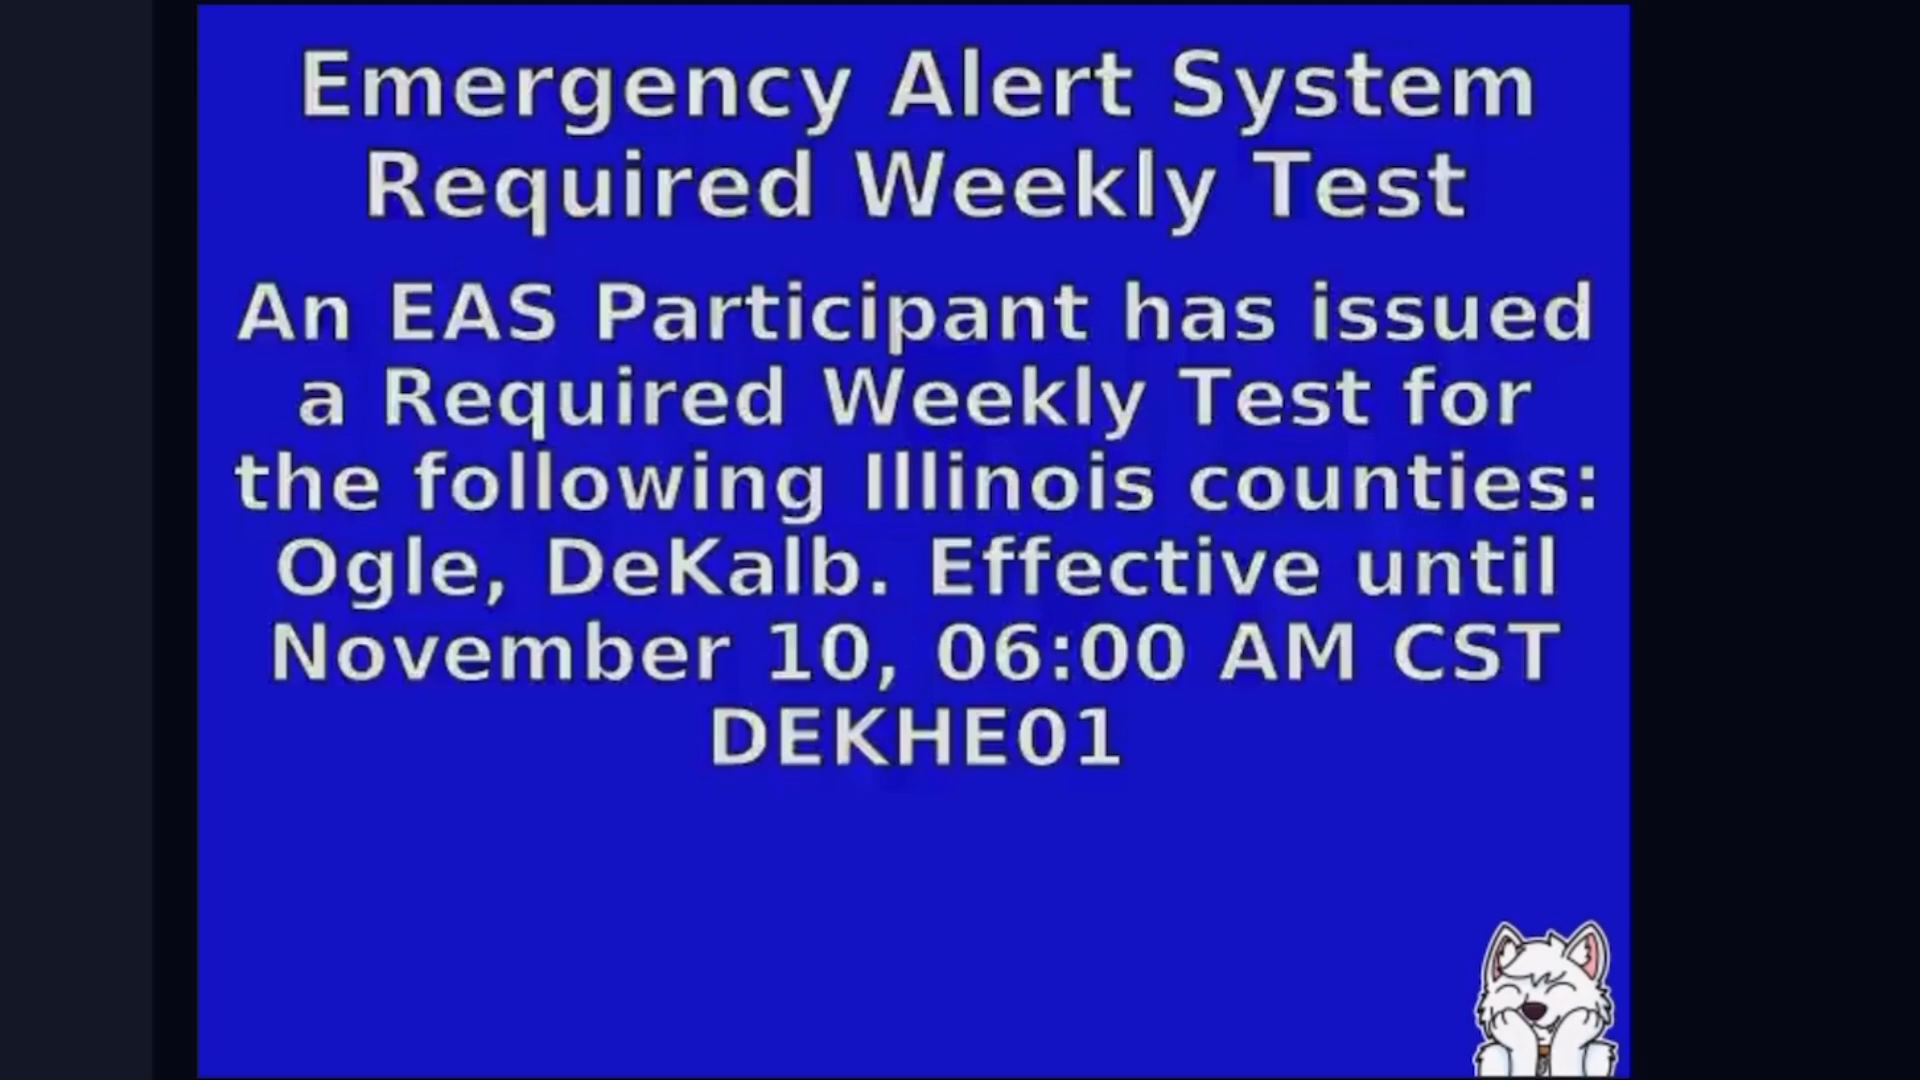 Emergency Alert System
Required Weekly Test
An EAS Participant has issued
a Required Weekly Test for
the following Illinois counties:
Ogle, DeKalb. Effective until
November 10, 06:00 AM CST
DEKHE01